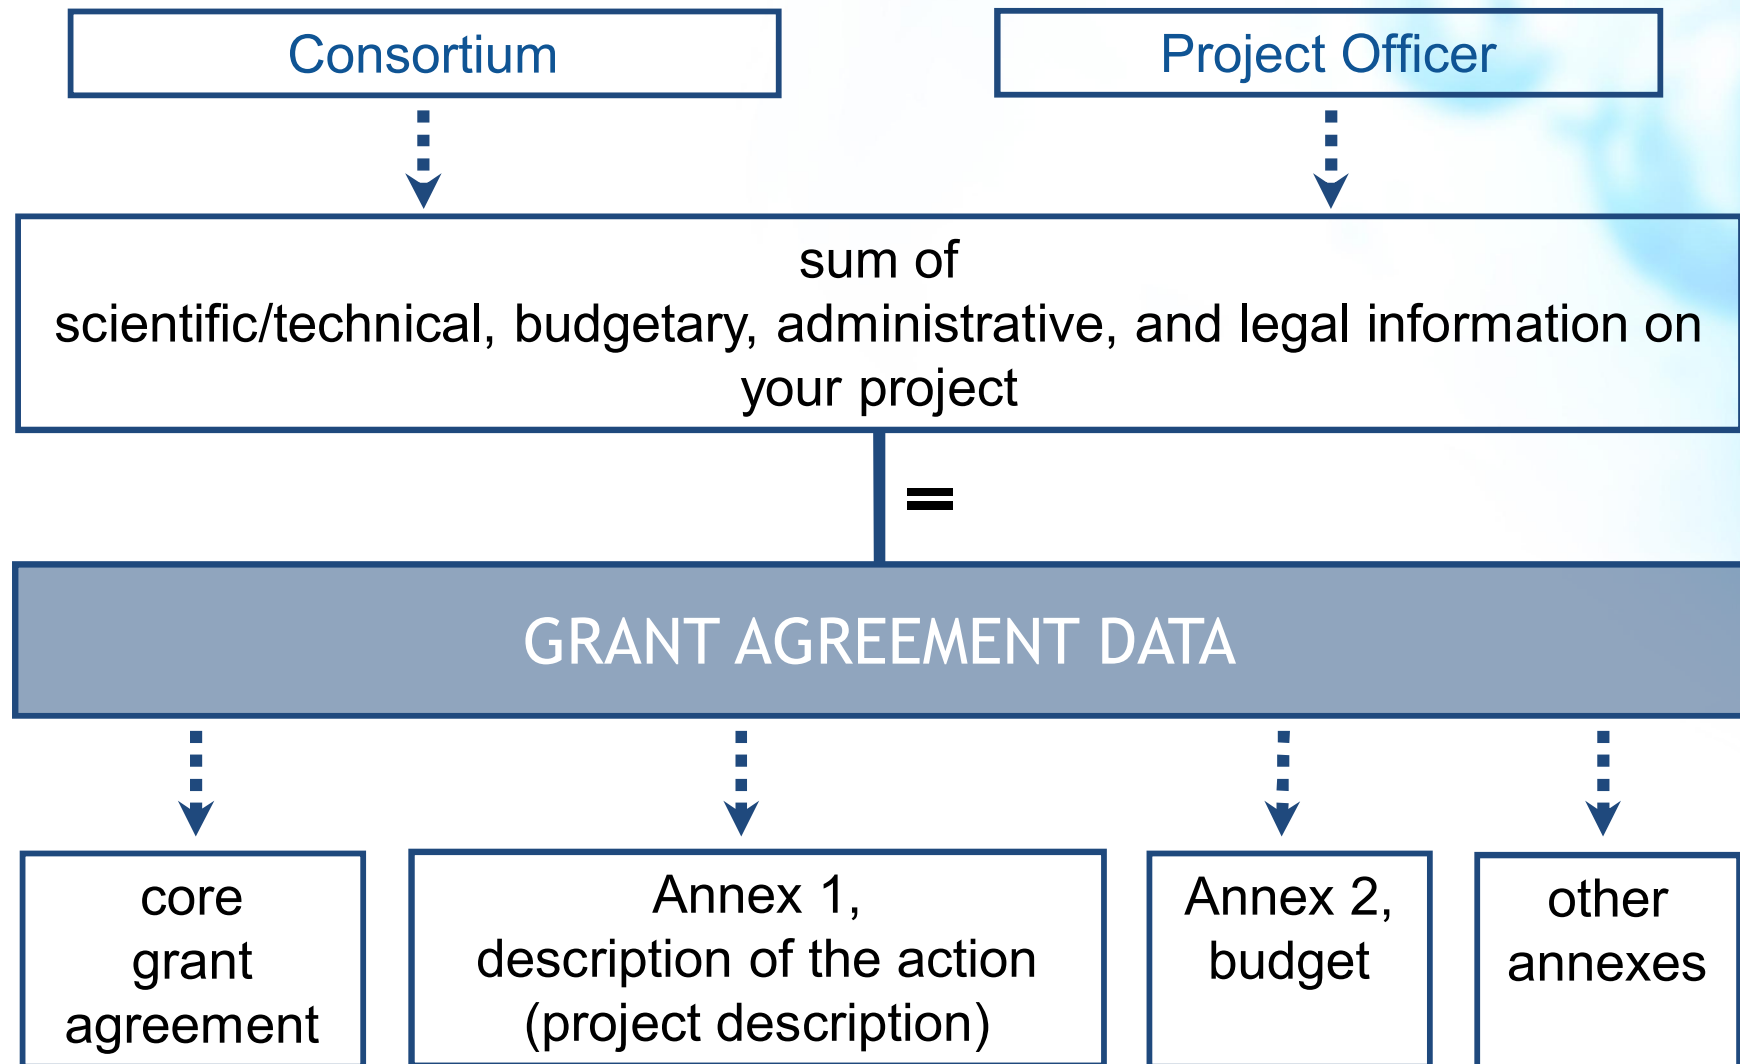 Consortium
Project Officer
sum of
scientific/technical, budgetary, administrative, and legal information on
your project
=
GRANT AGREEMENT DATA
core
grant
agreement
Annex 1,
description of the action
(project description)
Annex 2,
budget
other
annexes